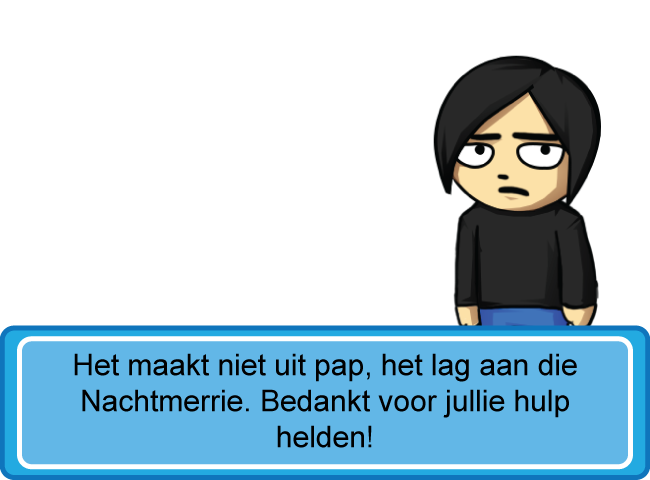 Het maakt niet uit pap, het lag aan die
Nachtmerrie. Bedankt voor jullie hulp
helden!